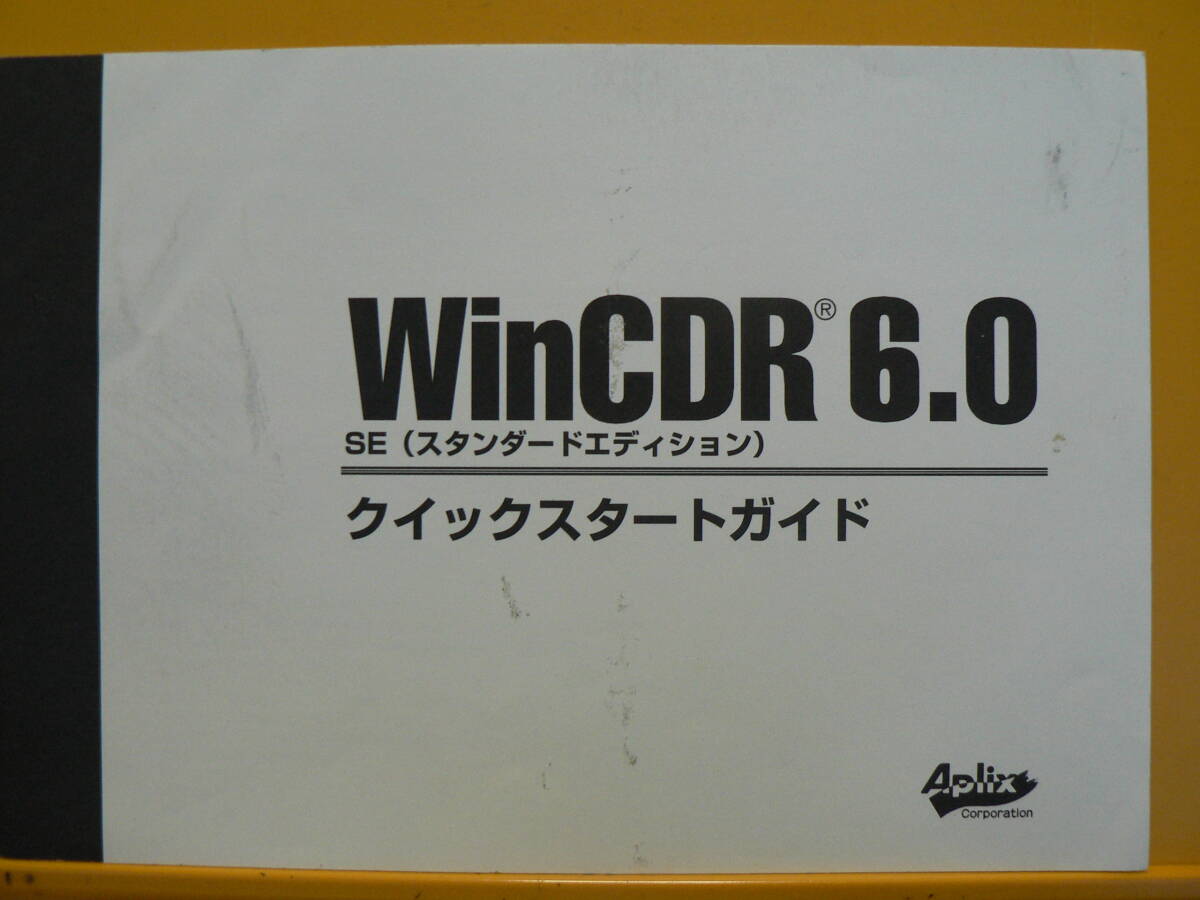 WinCDR® 6.0
SE（スタンダードエディション）
クイックスタートガイド
Aplix
Corporation